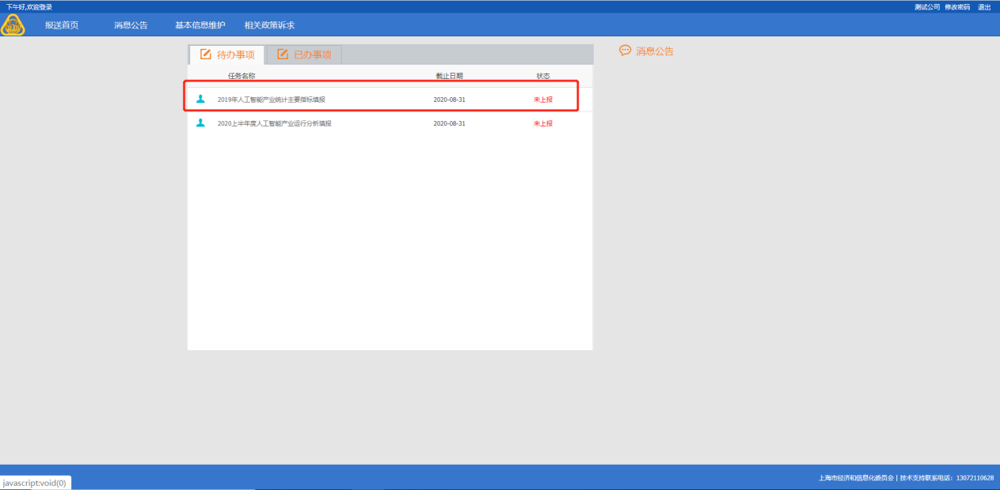 下午好,欢迎登录
测试公司 修改密码 退出
报送首页 消息公告 基本信息维护 相关政策诉求
待办事项 已办事项 消息公告
任务名称 截止日期 状态
2019年人工智能产业统计主要指标填报 2020-08-31 未上报
2020上半年度人工智能产业运行分析填报 2020-08-31 未上报
上海市经济和信息化委员会 | 技术支持联系电话：13072110628
javascript:void(0)